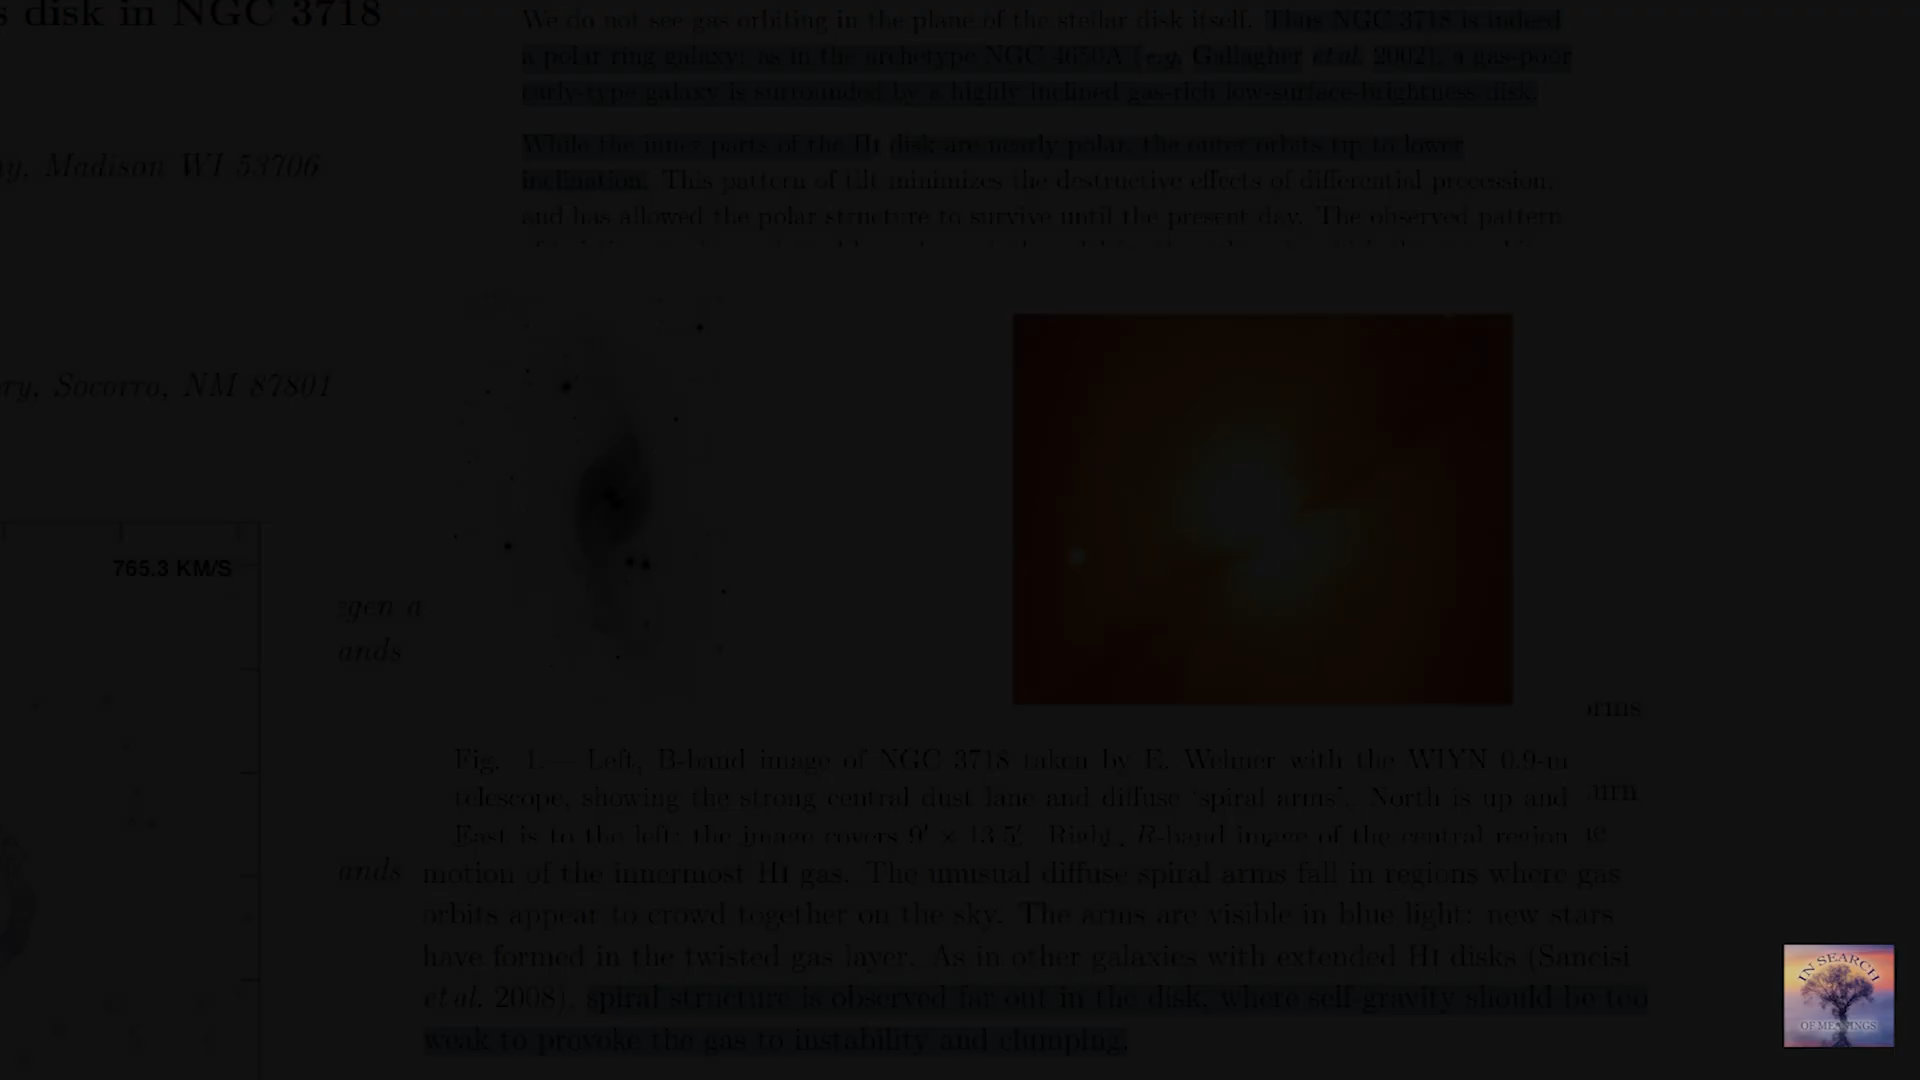 s disk in NGC 3718
ny, Madison WI 53706
ry, Socorro, NM 87801
765.3 KM/S
egen a
ands
ands
We do not see gas orbiting in the plane of the stellar disk itself. Thus NGC 3718 is indeed
a polar ring galaxy: as in the archetype NGC 4650A (e.g. Gallagher et al. 2002), a gas-poor
early-type galaxy is surrounded by a highly inclined gas-rich low-surface-brightness disk.
While the inner parts of the HI disk are nearly polar, the outer orbits tip to lower
inclination. This pattern of tilt minimizes the destructive effects of differential precession,
and has allowed the polar structure to survive until the present day. The observed pattern
Fig. 1.— Left, B-band image of NGC 3718 taken by E. Wehner with the WIYN 0.9-m
telescope, showing the strong central dust lane and diffuse 'spiral arms'. North is up and
East is to the left; the image covers 9′ × 13.5′. Right, R-band image of the central region
rms
urn
motion of the innermost HI gas. The unusual diffuse spiral arms fall in regions where gas
orbits appear to crowd together on the sky. The arms are visible in blue light: new stars
have formed in the twisted gas layer. As in other galaxies with extended HI disks (Sancisi
et al. 2008), spiral structure is observed far out in the disk, where self-gravity should be too
weak to provoke the gas to instability and clumping.
IN SEARCH
OF MEANINGS